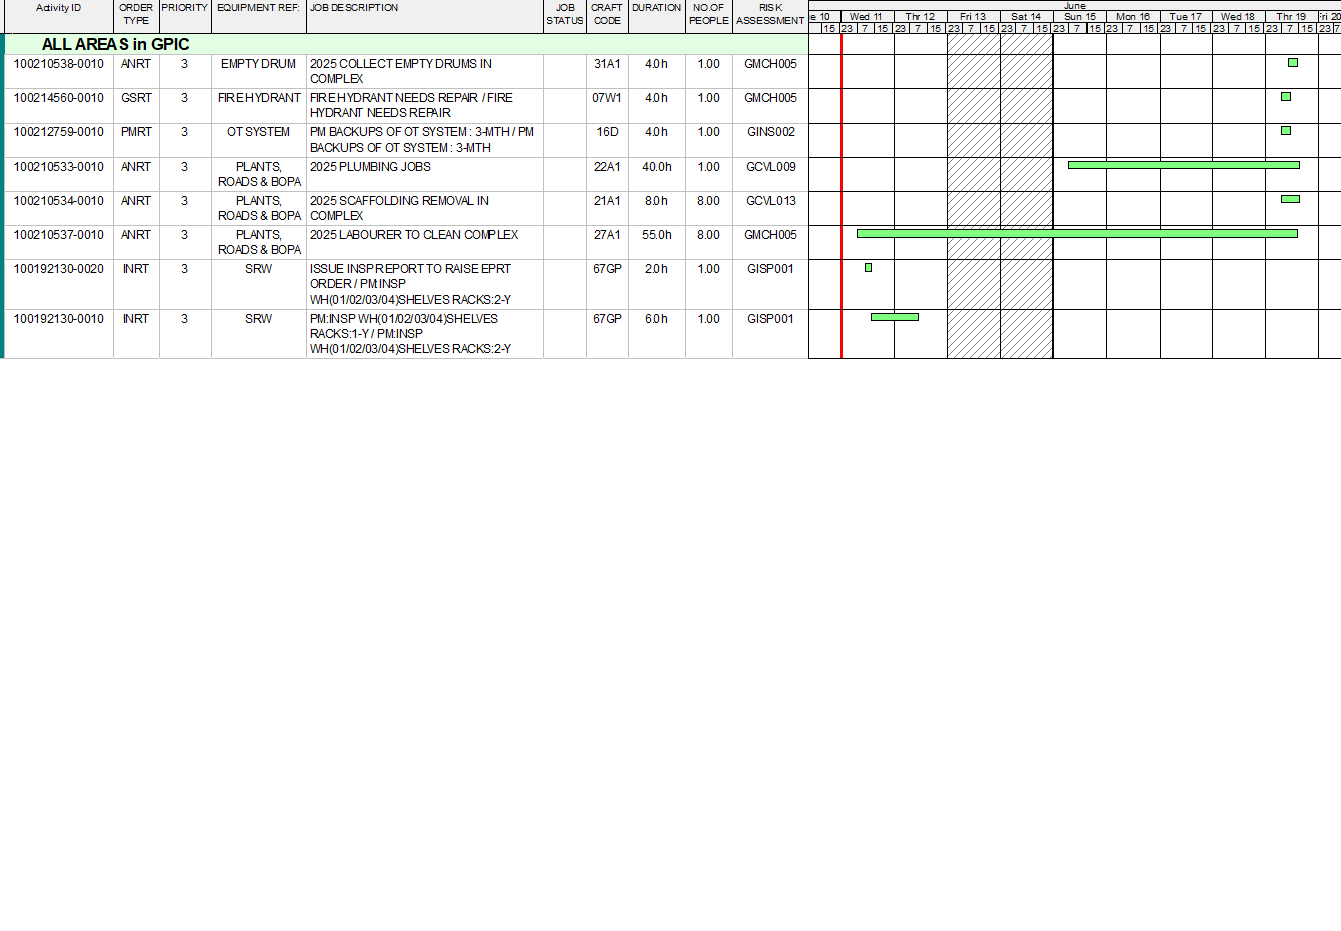 June
Activity ID ORDER PRIORITY EQUIPMENT REF: JOB DESCRIPTION JOB CRAFT DURATION NO.OF RISK
TYPE STATUS CODE PEOPLE ASSESSMENT
e 10 Wed 11 Thr 12 Fri 13 Sat 14 Sun 15 Mon 16 Tue 17 Wed 18 Thr 19 Fri 20
15 23 7 15 23 7 15 23 7 15 23 7 15 23 7 15 23 7 15 23 7 15 23 7 15 23 7 15 23 7
ALL AREAS in GPIC
100210538-0010 ANRT 3 EMPTY DRUM 2025 COLLECT EMPTY DRUMS IN 31A1 4.0h 1.00 GMCH005
COMPLEX
100214560-0010 GSRT 3 FIRE HYDRANT FIRE HYDRANT NEEDS REPAIR / FIRE 07W1 4.0h 1.00 GMCH005
HYDRANT NEEDS REPAIR
100212759-0010 PMRT 3 OT SYSTEM PM BACKUPS OF OT SYSTEM : 3-MTH / PM 16D 4.0h 1.00 GINS002
BACKUPS OF OT SYSTEM : 3-MTH
100210533-0010 ANRT 3 PLANTS, 2025 PLUMBING JOBS 22A1 40.0h 1.00 GCVL009
ROADS & BOPA
100210534-0010 ANRT 3 PLANTS, 2025 SCAFFOLDING REMOVAL IN 21A1 8.0h 8.00 GCVL013
ROADS & BOPA COMPLEX
100210537-0010 ANRT 3 PLANTS, 2025 LABOURER TO CLEAN COMPLEX 27A1 55.0h 8.00 GMCH005
ROADS & BOPA
100192130-0020 INRT 3 SRW ISSUE INSP REPORT TO RAISE EPRT 67GP 2.0h 1.00 GISP001
ORDER / PM:INSP
WH(01/02/03/04)SHELVES RACKS:2-Y
100192130-0010 INRT 3 SRW PM:INSP WH(01/02/03/04)SHELVES 67GP 6.0h 1.00 GISP001
RACKS:1-Y / PM:INSP
WH(01/02/03/04)SHELVES RACKS:2-Y